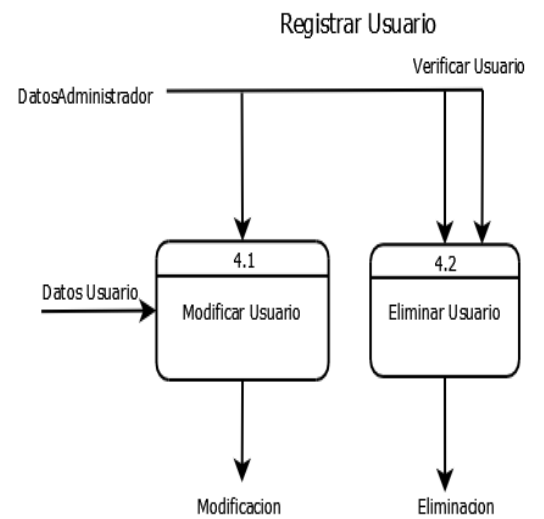 Registrar Usuario
Verificar Usuario
DatosAdministrador
4.1
4.2
Datos Usuario
Modificar Usuario
Eliminar Usuario
Modificacion
Eliminacion